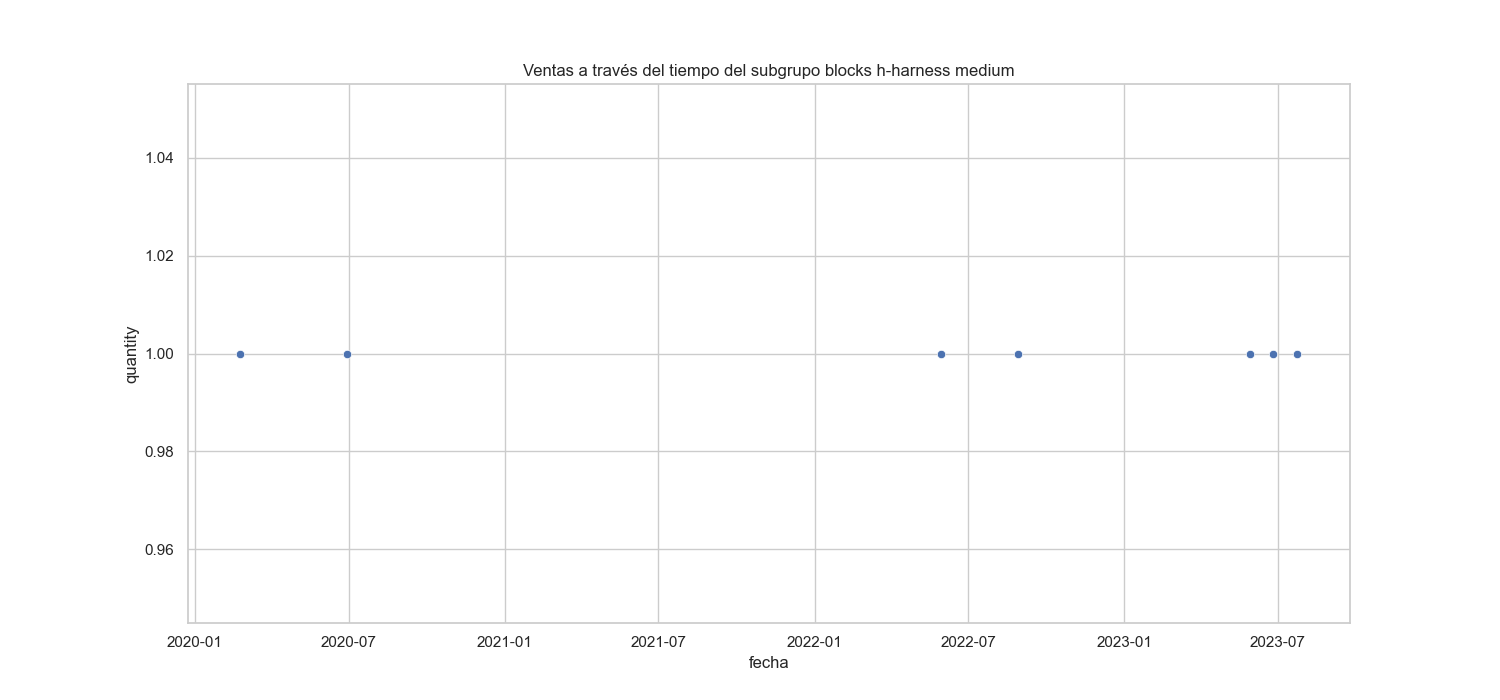 Ventas a través del tiempo del subgrupo blocks h-harness medium
1.04
1.02
1.00
0.98
0.96
quantity
2020-01 2020-07 2021-01 2021-07 2022-01 2022-07 2023-01 2023-07
fecha